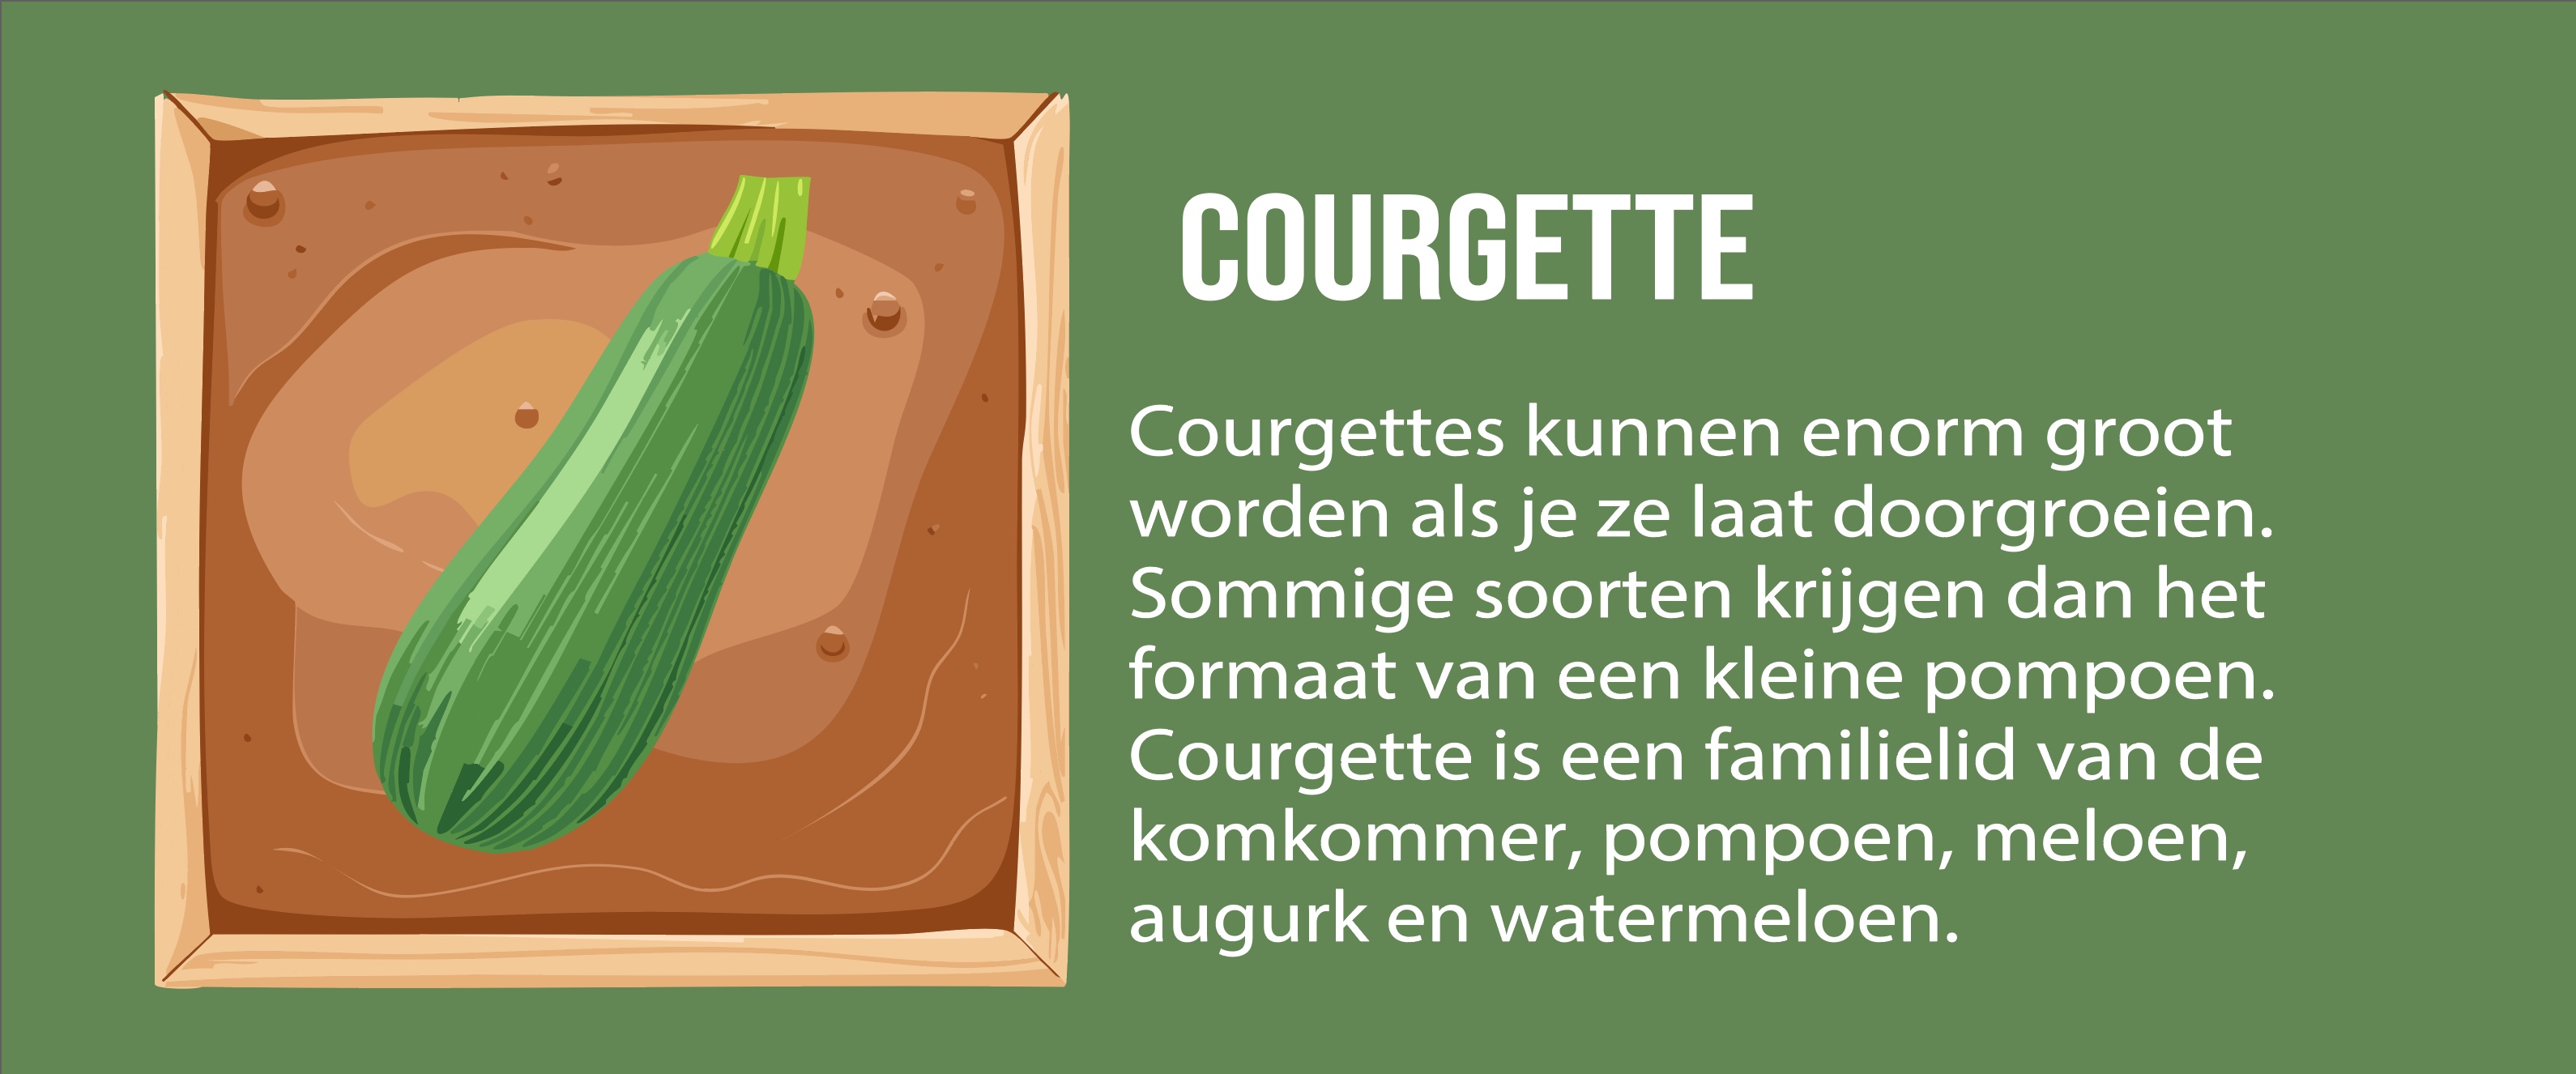 COURGETTE
Courgettes kunnen enorm groot
worden als je ze laat doorgroeien.
Sommige soorten krijgen dan het
formaat van een kleine pompoen.
Courgette is een familielid van de
komkommer, pompoen, meloen,
augurk en watermeloen.